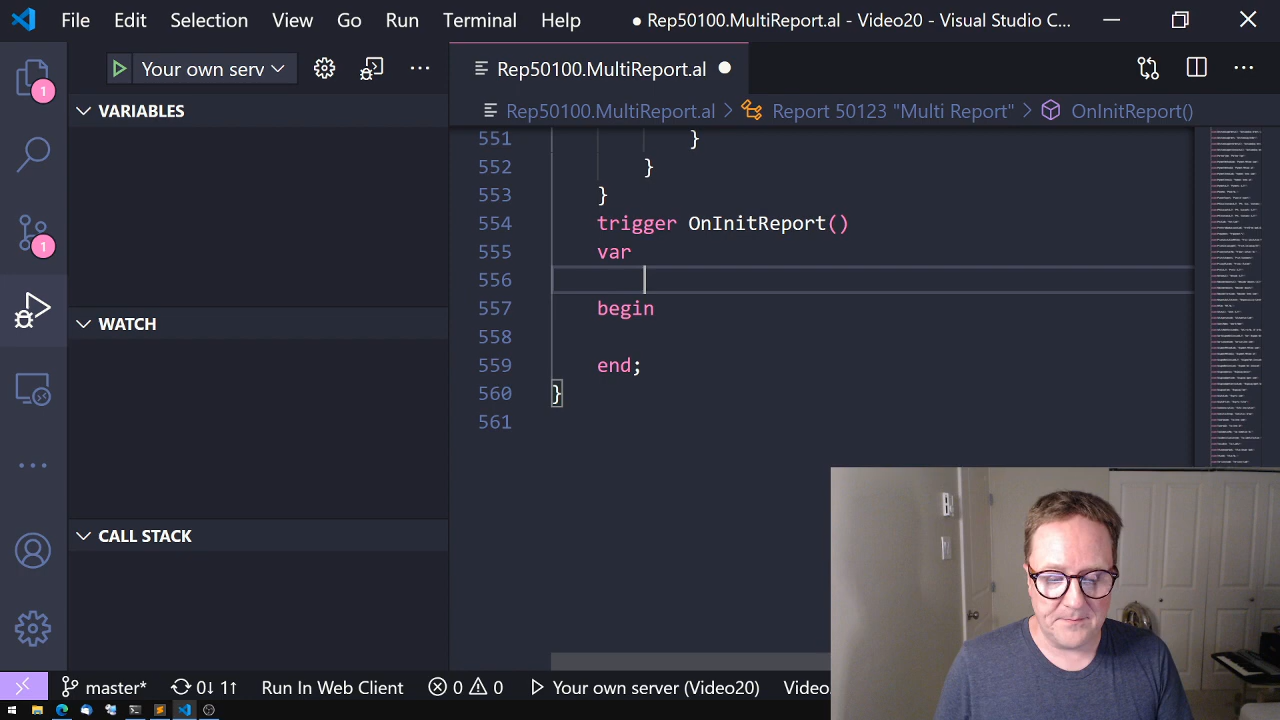 File Edit Selection View Go Run Terminal Help ● Rep50100.MultiReport.al - Video20 - Visual Studio C...
Your own serv
Rep50100.MultiReport.al
1
VARIABLES
Rep50100.MultiReport.al > Report 50123 "Multi Report" > OnInitReport()
551 }
552 }
553 }
554 trigger OnInitReport()
555 var
556
1
557 begin
WATCH
558
559 end;
560 }
561
CALL STACK
master* 0↓ 1↑ Run In Web Client 0 0 Your own server (Video20) Video.